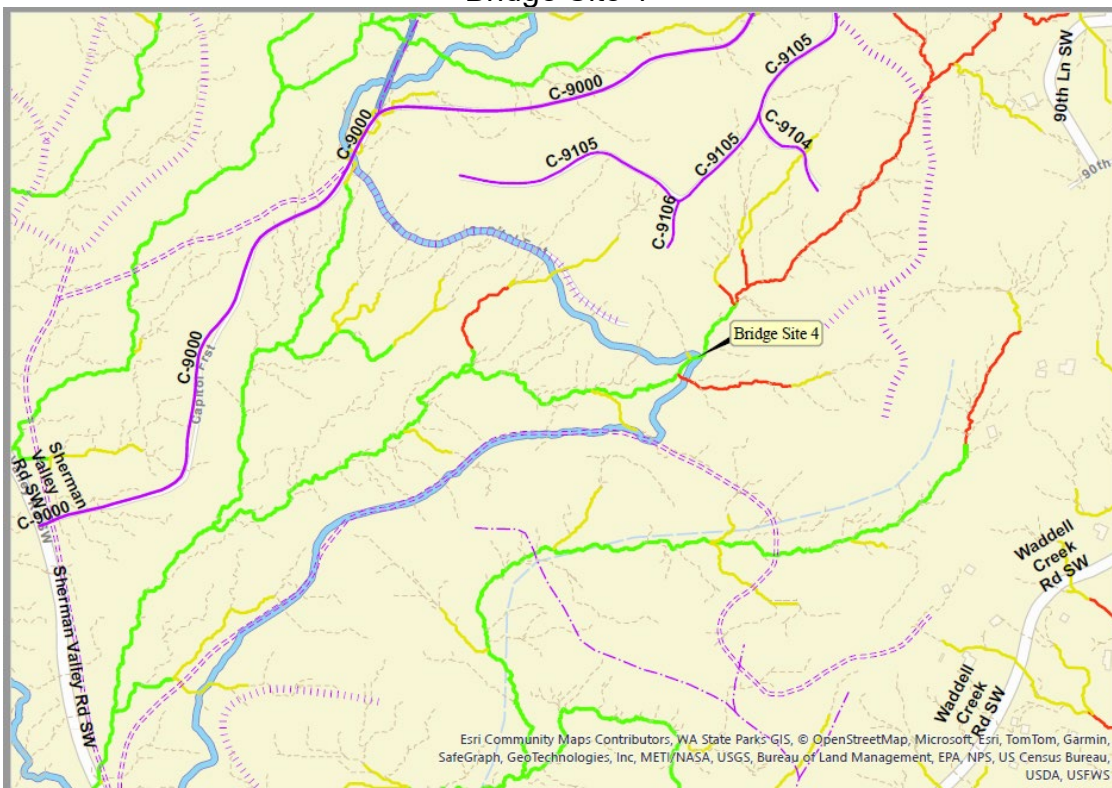 Bridge Site 4
C-9105
90th Ln SW
C-9000
C-9104
C-9000
C-9105
C-9105
90th
C-9106
Bridge Site 4
C-9000
Capitol Frst
Sherman
Valley
Rd SW
C-9000
Waddell
Creek
Rd SW
Sherman Valley Rd SW
Waddell
Creek
Rd SW
Esri Community Maps Contributors, WA State Parks GIS, © OpenStreetMap, Microsoft, Esri, TomTom, Garmin,
SafeGraph, GeoTechnologies, Inc, METI/NASA, USGS, Bureau of Land Management, EPA, NPS, US Census Bureau,
USDA, USFWS